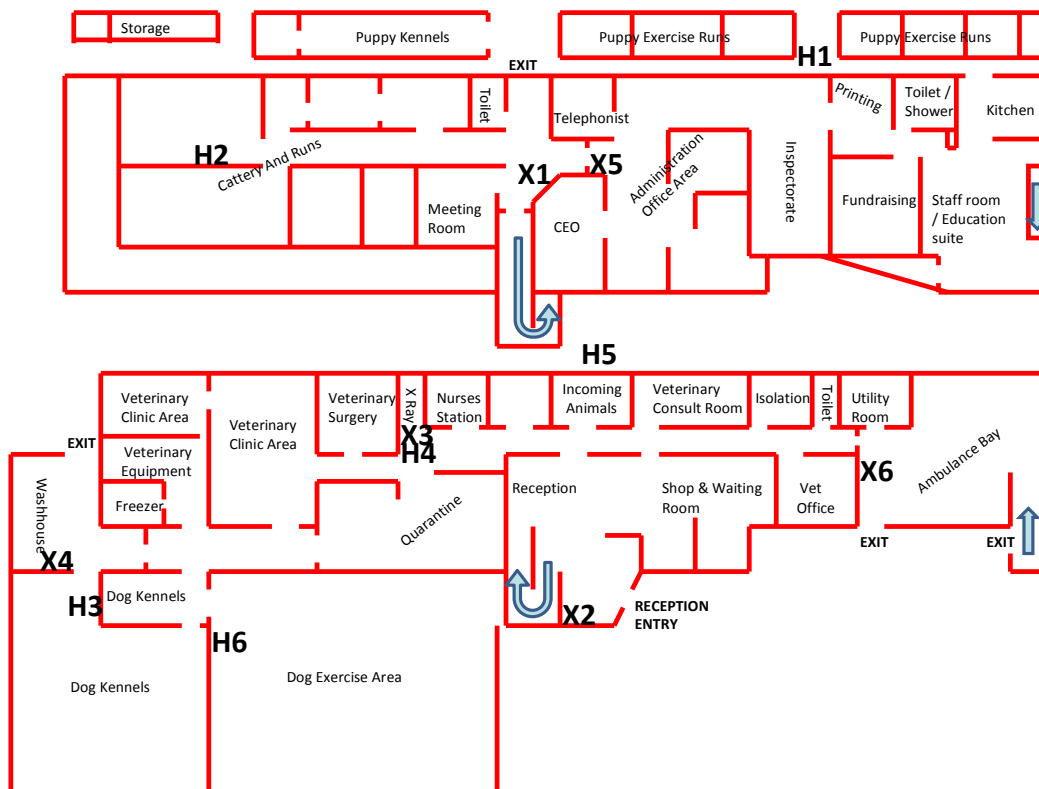 Storage
Puppy Kennels
Puppy Exercise Runs
Puppy Exercise Runs
H1
EXIT
Toilet
Telephonist
Printing
Toilet /
Shower
Kitchen
H2
Cattery And Runs
X1
X5
Administration
Office Area
Inspectorate
Meeting
Room
CEO
Fundraising
Staff room
/ Education
suite
H5
Veterinary
Clinic Area
Veterinary
Clinic Area
Veterinary
Surgery
X Ray
Nurses
Station
Incoming
Animals
Veterinary
Consult Room
Isolation
Toilet
Utility
Room
EXIT
X3
H4
Veterinary
Equipment
Freezer
Washhouse
Quarantine
Reception
Shop & Waiting
Room
Vet
Office
X6
Ambulance Bay
EXIT
EXIT
X4
H3
Dog Kennels
X2
RECEPTION
ENTRY
H6
Dog Kennels
Dog Exercise Area